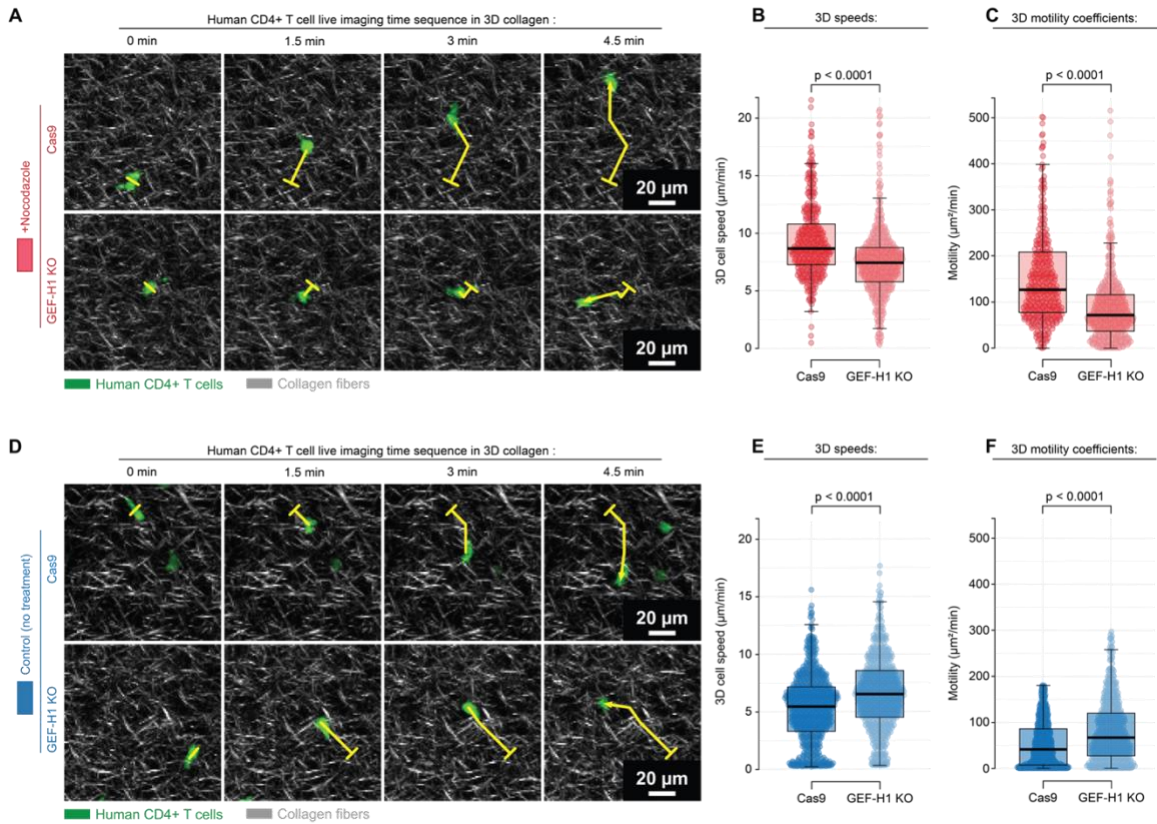 A
Human CD4+ T cell live imaging time sequence in 3D collagen :
0 min
1.5 min
3 min
4.5 min
+Nocodazole
Cas9
GEF-H1 KO
20 µm
20 µm
Human CD4+ T cells
Collagen fibers
B
3D speeds:
p < 0.0001
3D cell speed (µm/min)
20
15
10
5
0
Cas9
GEF-H1 KO
C
3D motility coefficients:
p < 0.0001
Motility (µm²/min)
500
400
300
200
100
0
Cas9
GEF-H1 KO
D
Human CD4+ T cell live imaging time sequence in 3D collagen :
0 min
1.5 min
3 min
4.5 min
Control (no treatment)
Cas9
GEF-H1 KO
20 µm
20 µm
Human CD4+ T cells
Collagen fibers
E
3D speeds:
p < 0.0001
3D cell speed (µm/min)
20
15
10
5
0
Cas9
GEF-H1 KO
F
3D motility coefficients:
p < 0.0001
Motility (µm²/min)
500
400
300
200
100
0
Cas9
GEF-H1 KO